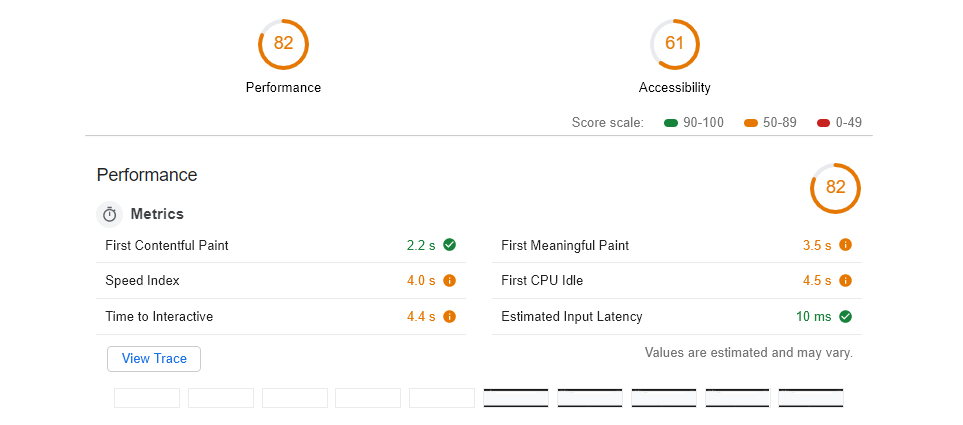 82 61
Performance Accessibility
Score scale: 90-100 50-89 0-49
Performance 82
Metrics
First Contentful Paint 2.2 s First Meaningful Paint 3.5 s
Speed Index 4.0 s First CPU Idle 4.5 s
Time to Interactive 4.4 s Estimated Input Latency 10 ms
View Trace Values are estimated and may vary.